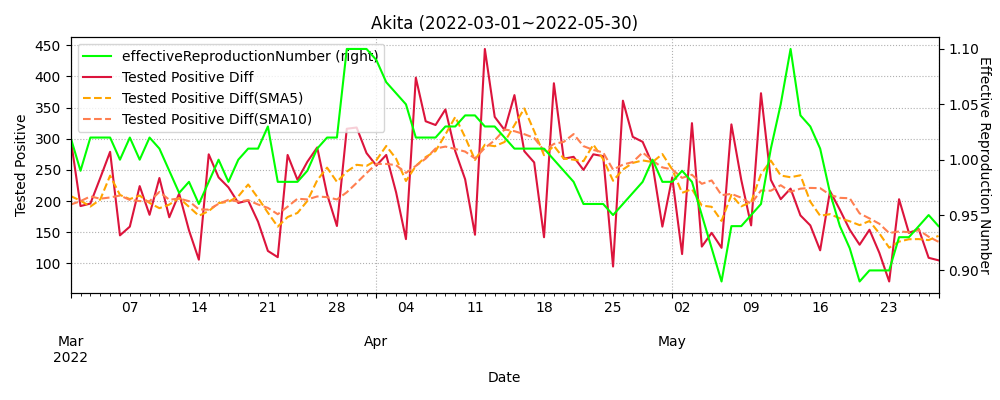 Akita (2022-03-01~2022-05-30)
effectiveReproductionNumber (right)
Tested Positive Diff
Tested Positive Diff(SMA5)
Tested Positive Diff(SMA10)
Tested Positive
450
400
350
300
250
200
150
100
1.10
1.05
1.00
0.95
0.90
Effective Reproduction Number
07 14 21 28 04 11 18 25 02 09 16 23
Mar Apr May
2022
Date